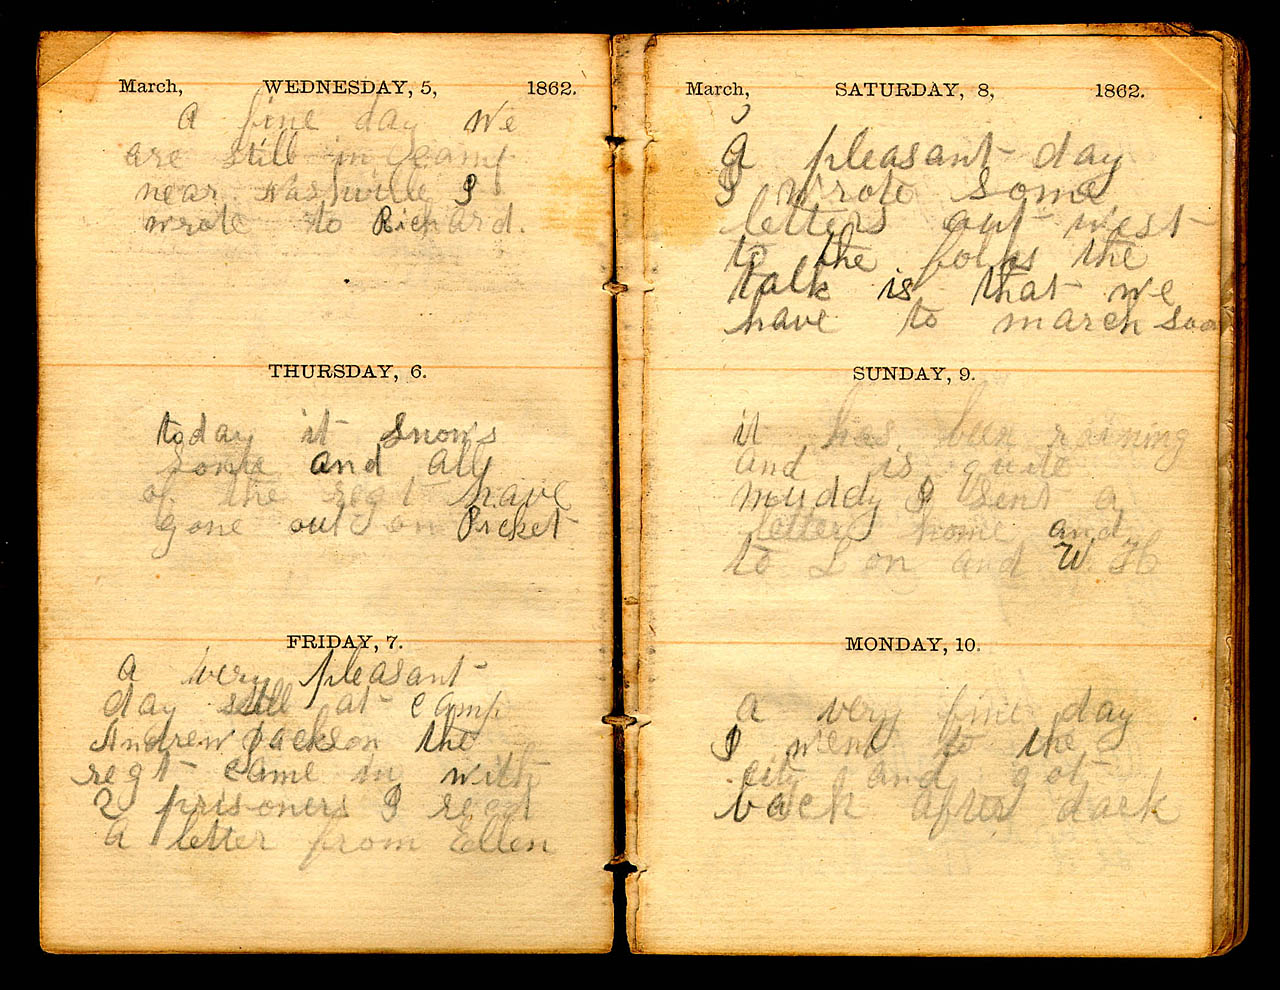 March, WEDNESDAY, 5, 1862.
A fine day We
are still in Camp
near Nashville I
wrote to Richard.
THURSDAY, 6.
today it Snows
some and all
of the regt have
gone out on Picket
FRIDAY, 7.
A very pleasant
day still at Camp
Andrew Jackson the
regt came in with
2 prisoners I recd
A letter from Ellen
March, SATURDAY, 8, 1862.
A pleasant day
I wrote some
letters out west
to the folks the
talk is that we
have to march soon
SUNDAY, 9.
it has been raining
and is quite
muddy I sent a
letter home and
to L on and W. H
MONDAY, 10.
A very fine day
I went to the
city and got
back after dark